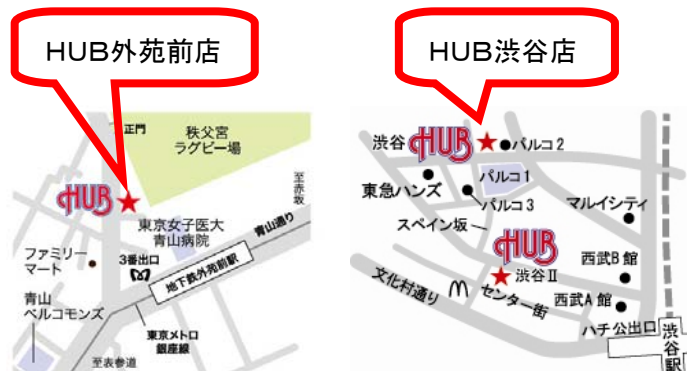 HUB外苑前店
正門
秩父宮
ラグビー場
至赤坂
HUB
東京女子医大
青山病院
青山通り
ファミリー
マート
3番出口
地下鉄外苑前駅
青山
ベルコモンズ
東京メトロ
銀座線
至表参道
HUB渋谷店
渋谷
HUB
パルコ2
パルコ1
東急ハンズ
パルコ3
マルイシティ
スペイン坂
HUB
渋谷Ⅱ
西武B館
文化村通り
センター街
西武A館
ハチ公出口
渋谷駅